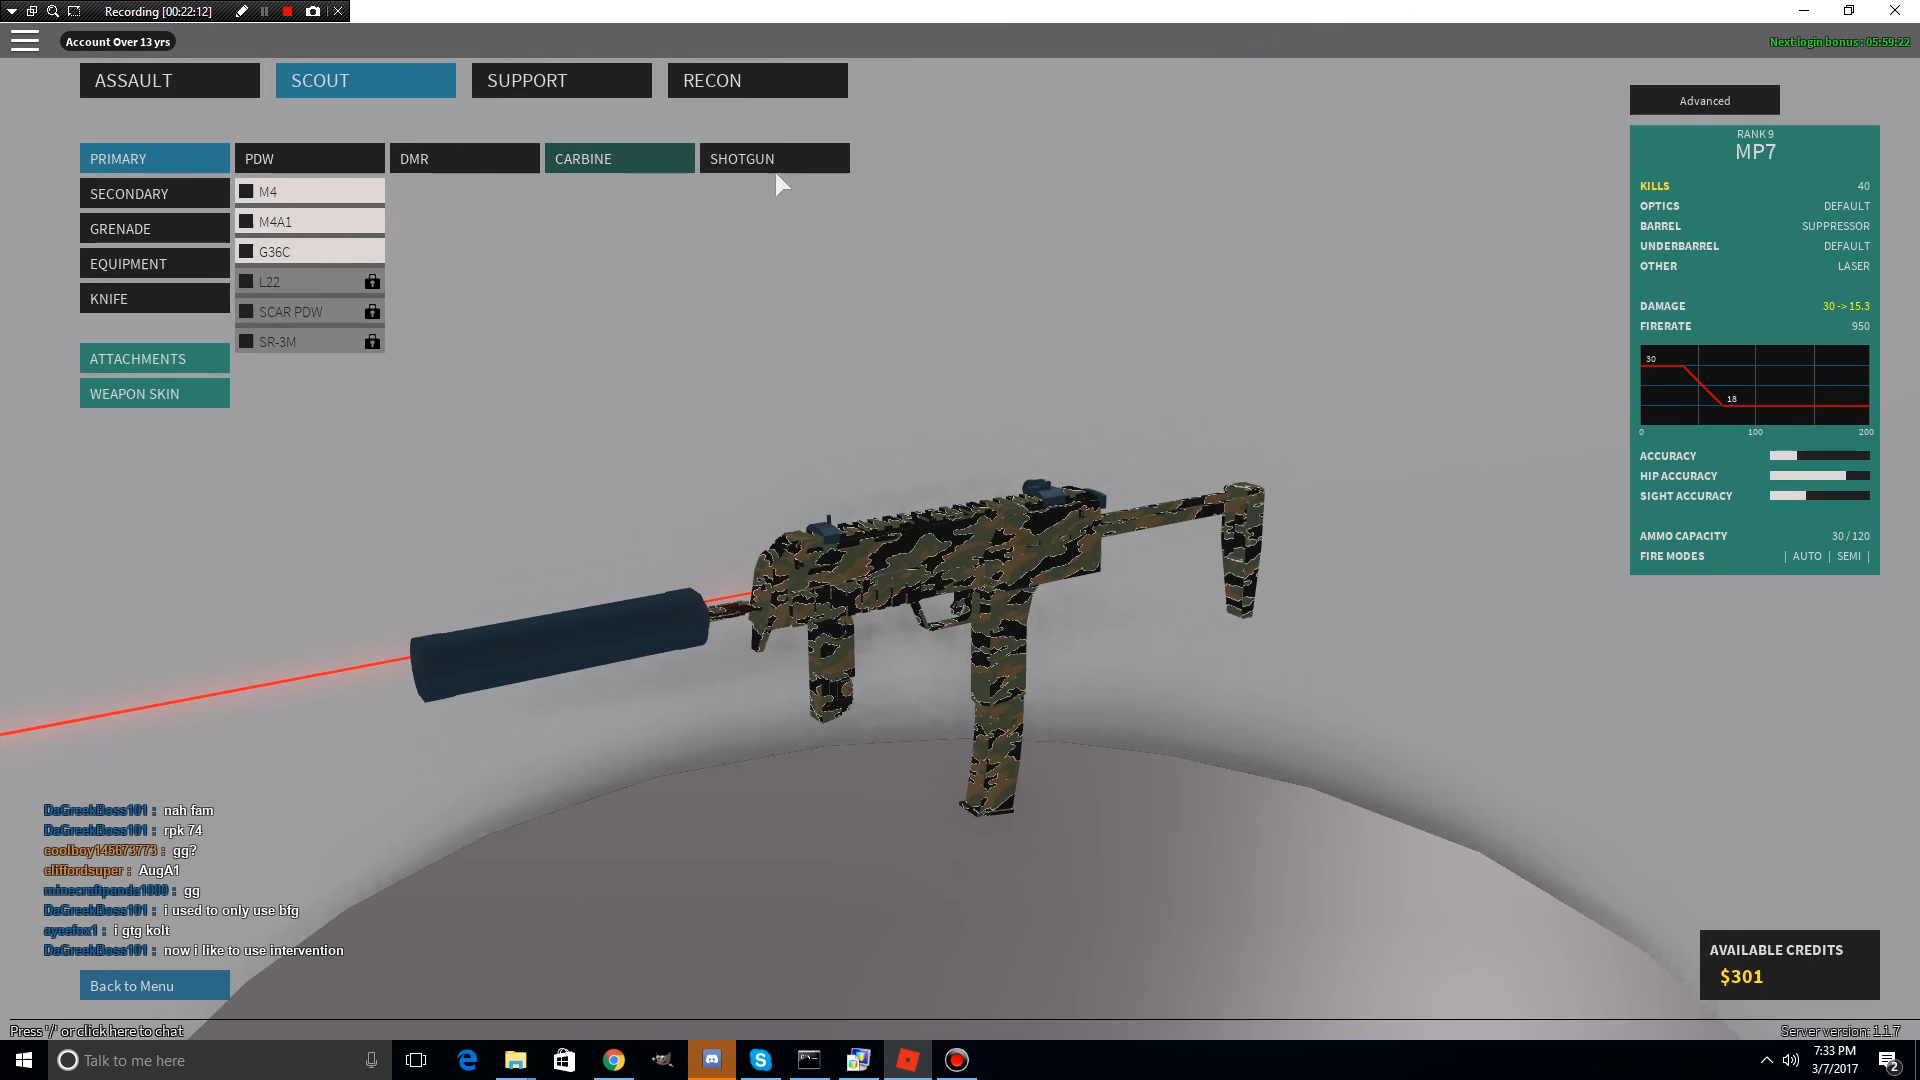 Recording [00:22:12]
Account Over 13 yrs
Next login bonus: 05:59:22
ASSAULT
SCOUT
SUPPORT
RECON
Advanced
PRIMARY
PDW
DMR
CARBINE
SHOTGUN
SECONDARY
GRENADE
EQUIPMENT
KNIFE
ATTACHMENTS
WEAPON SKIN
M4
M4A1
G36C
L22
SCAR PDW
SR-3M
RANK 9
MP7
KILLS 40
OPTICS DEFAULT
BARREL SUPPRESSOR
UNDERBARREL DEFAULT
OTHER LASER
DAMAGE 30 -> 15.3
FIRERATE 950
30
18
0 100 200
ACCURACY
HIP ACCURACY
SIGHT ACCURACY
AMMO CAPACITY 30 / 120
FIRE MODES | AUTO | SEMI |
DaGreekBoss101 : nah fam
DaGreekBoss101 : rpk 74
coolboy145673773 : gg?
cliffordsuper : AugA1
minecraftpanda1000 : gg
DaGreekBoss101 : i used to only use bfg
ayeefox1 : i gtg kolt
DaGreekBoss101 : now i like to use intervention
Back to Menu
AVAILABLE CREDITS
$301
Press '/' or click here to chat
Server version: 1.1.7
Talk to me here
7:33 PM
3/7/2017
2